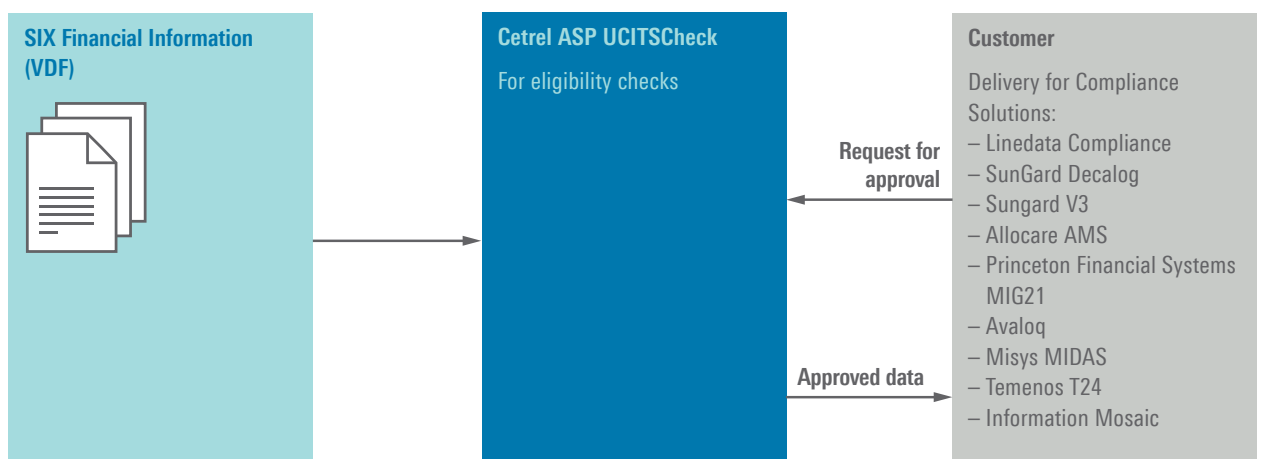 SIX Financial Information
(VDF)
Cetrel ASP UCITSCheck
For eligibility checks
Request for
approval
Approved data
Customer
Delivery for Compliance
Solutions:
– Linedata Compliance
– SunGard Decalog
– Sungard V3
– Allocare AMS
– Princeton Financial Systems
MIG21
– Avaloq
– Misys MIDAS
– Temenos T24
– Information Mosaic